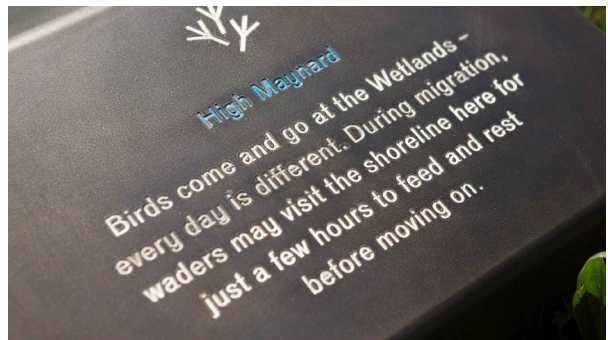 High Maynard
Birds come and go at the Wetlands –
every day is different. During migration,
waders may visit the shoreline here for
just a few hours to feed and rest
before moving on.